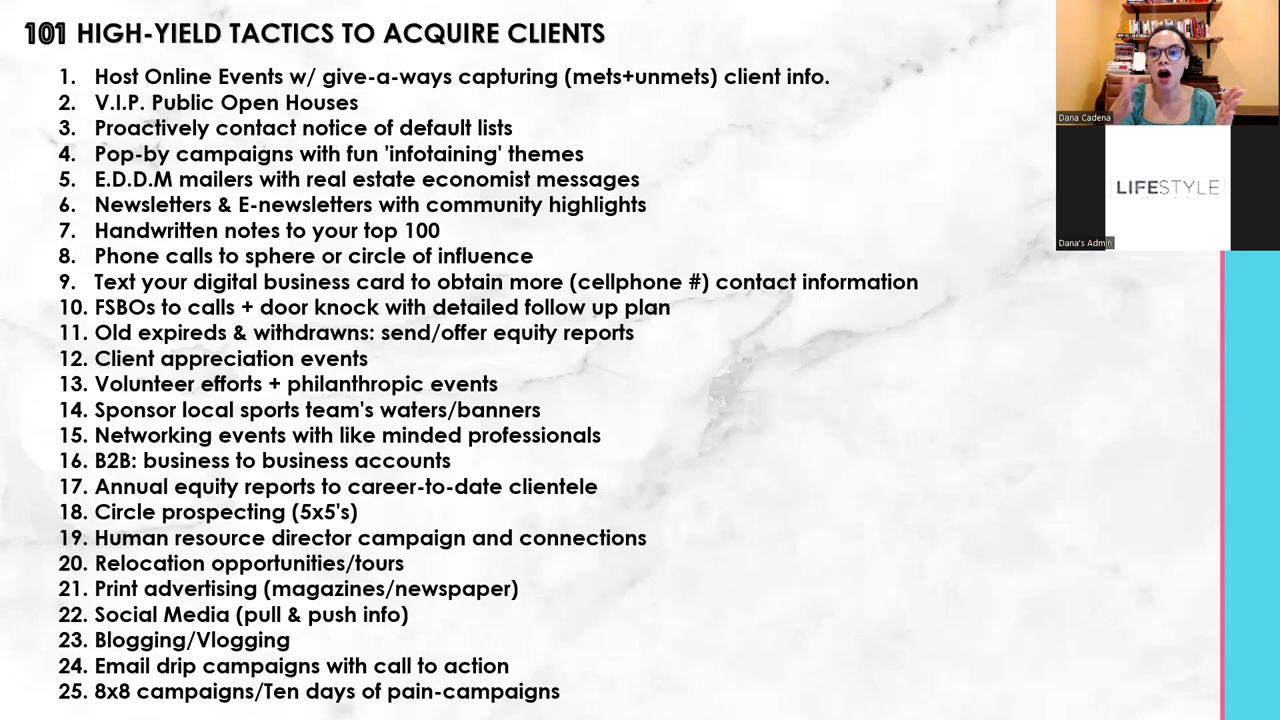 101 HIGH-YIELD TACTICS TO ACQUIRE CLIENTS
1. Host Online Events w/ give-a-ways capturing (mets+unmets) client info.
2. V.I.P. Public Open Houses
3. Proactively contact notice of default lists
4. Pop-by campaigns with fun 'infotaining' themes
5. E.D.D.M mailers with real estate economist messages
6. Newsletters & E-newsletters with community highlights
7. Handwritten notes to your top 100
8. Phone calls to sphere or circle of influence
9. Text your digital business card to obtain more (cellphone #) contact information
10. FSBOs to calls + door knock with detailed follow up plan
11. Old expireds & withdrawns: send/offer equity reports
12. Client appreciation events
13. Volunteer efforts + philanthropic events
14. Sponsor local sports team's waters/banners
15. Networking events with like minded professionals
16. B2B: business to business accounts
17. Annual equity reports to career-to-date clientele
18. Circle prospecting (5x5's)
19. Human resource director campaign and connections
20. Relocation opportunities/tours
21. Print advertising (magazines/newspaper)
22. Social Media (pull & push info)
23. Blogging/Vlogging
24. Email drip campaigns with call to action
25. 8x8 campaigns/Ten days of pain-campaigns
Dana Cadena
LIFESTYLE
Dana's Admin